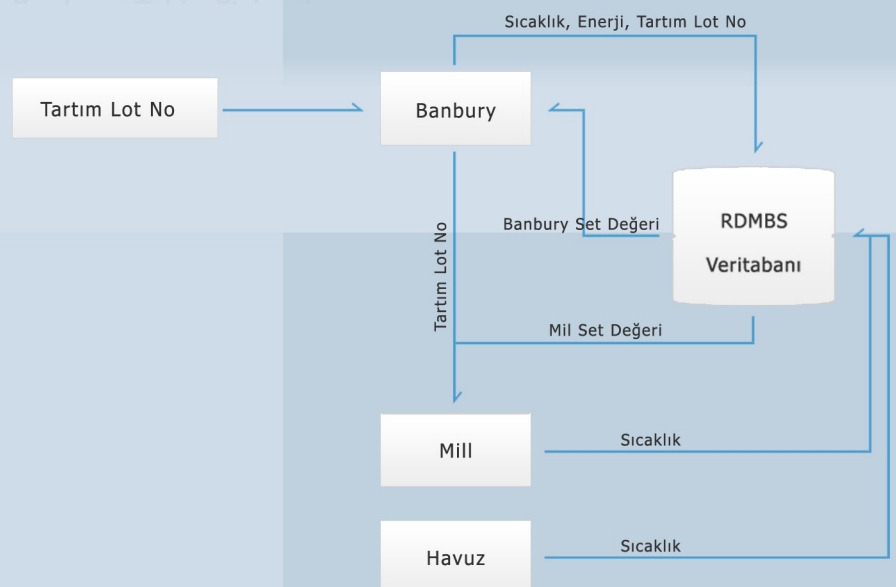 Sıcaklık, Enerji, Tartım Lot No
Tartım Lot No
Banbury
RDMBS
Veritabanı
Banbury Set Değeri
Tartım Lot No
Mil Set Değeri
Mill
Sıcaklık
Havuz
Sıcaklık